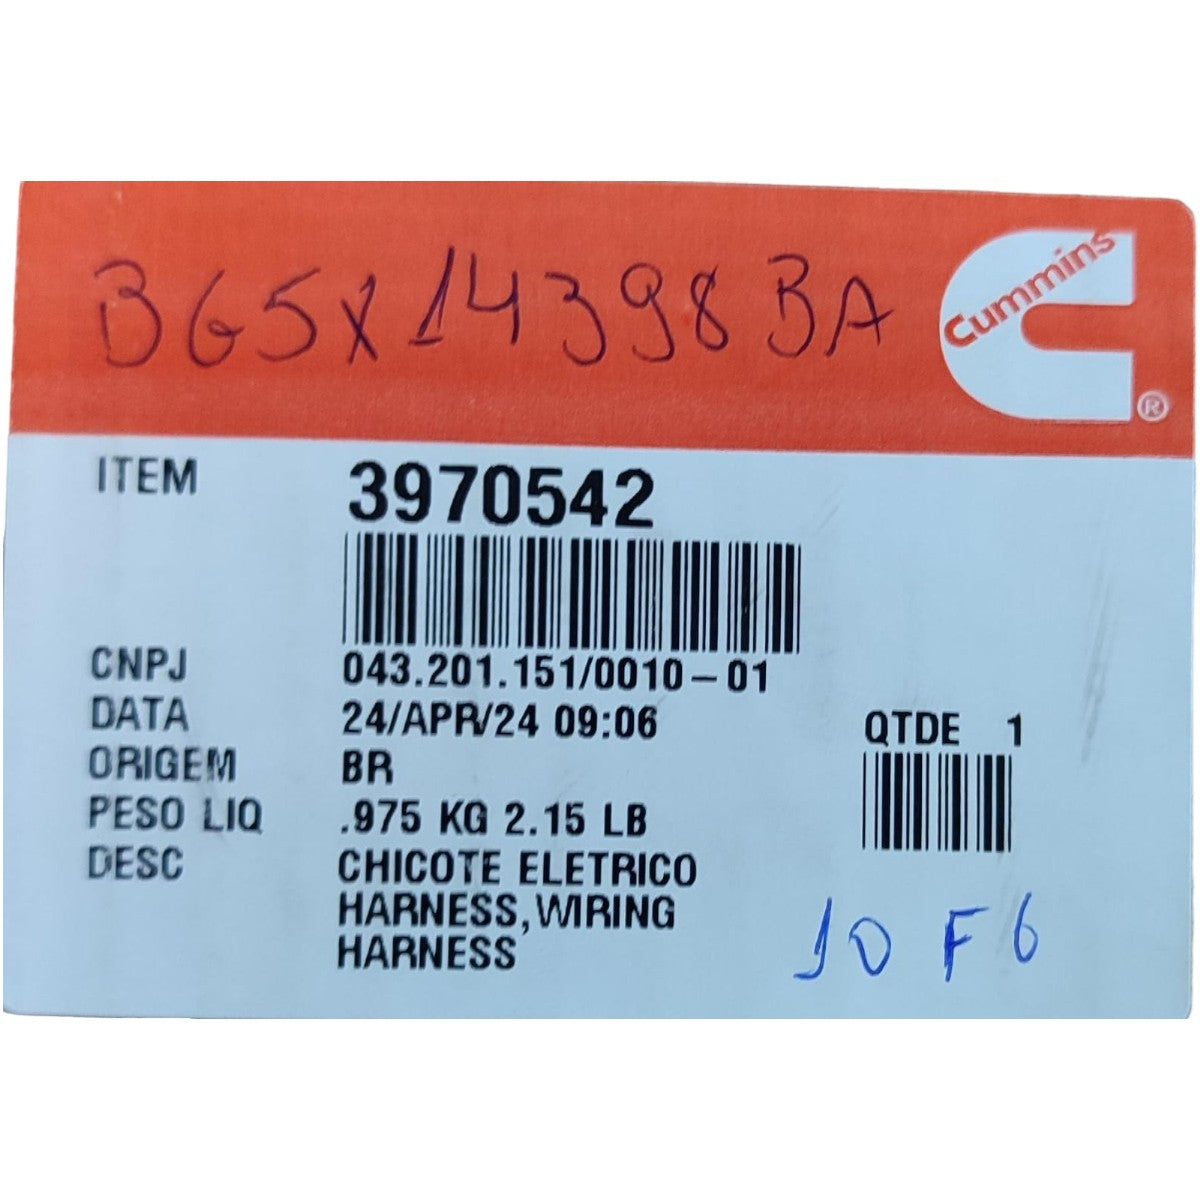 BG5X14398BA
Cummins
®
ITEM 3970542
CNPJ 043.201.151/0010-01
DATA 24/APR/24 09:06
QTDE 1
ORIGEM BR
PESO LIQ .975 KG 2.15 LB
DESC CHICOTE ELETRICO
HARNESS,WIRING
HARNESS
10 F 6